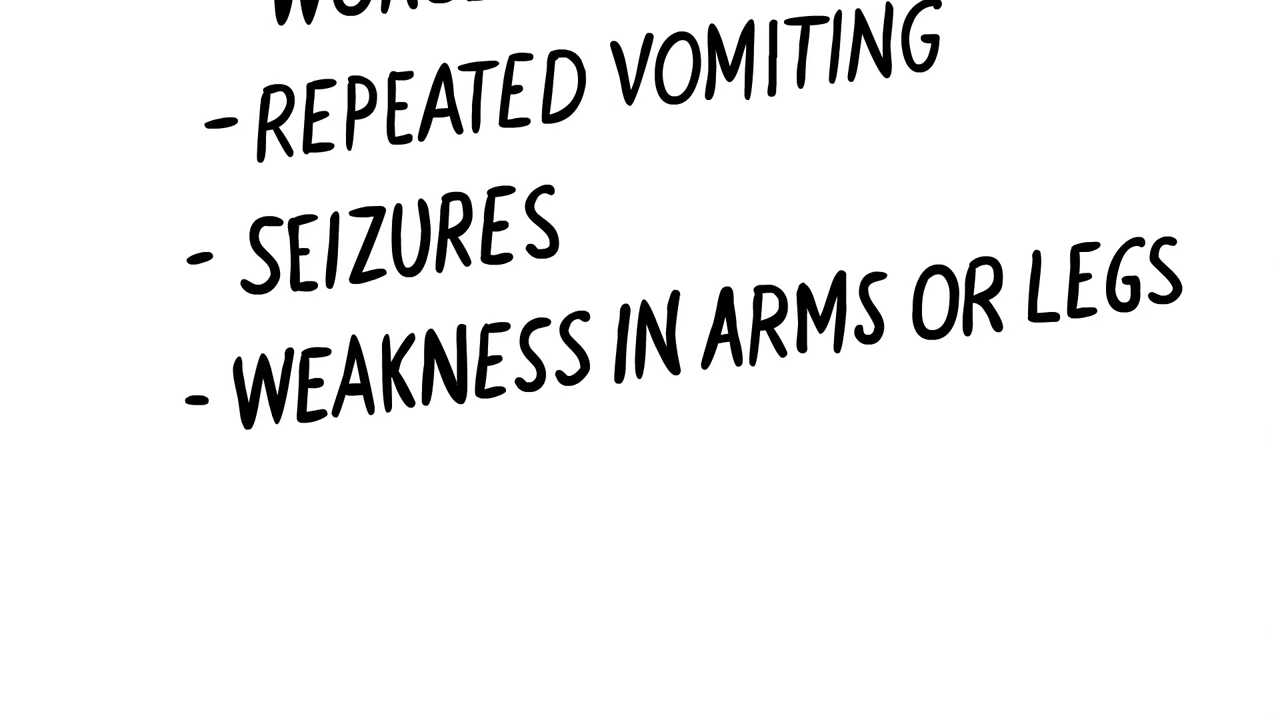 - REPEATED VOMITING
- SEIZURES
- WEAKNESS IN ARMS OR LEGS